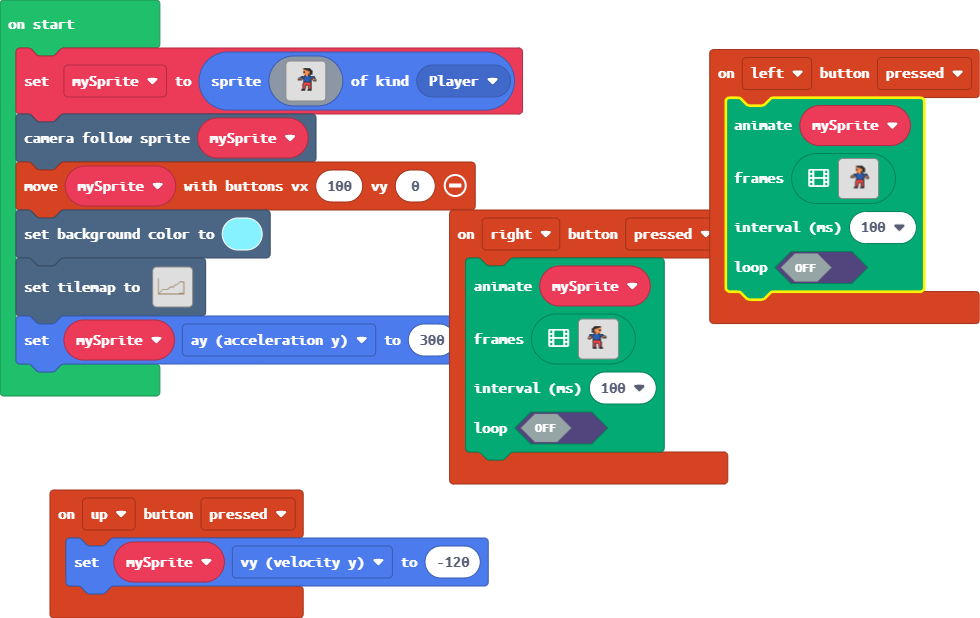 on start
set mySprite to sprite of kind Player
camera follow sprite mySprite
move mySprite with buttons vx 100 vy 0
set background color to
set tilemap to
set mySprite ay (acceleration y) to 300
on left button pressed
animate mySprite
frames
interval (ms) 100
loop OFF
on right button pressed
animate mySprite
frames
interval (ms) 100
loop OFF
on up button pressed
set mySprite vy (velocity y) to -120